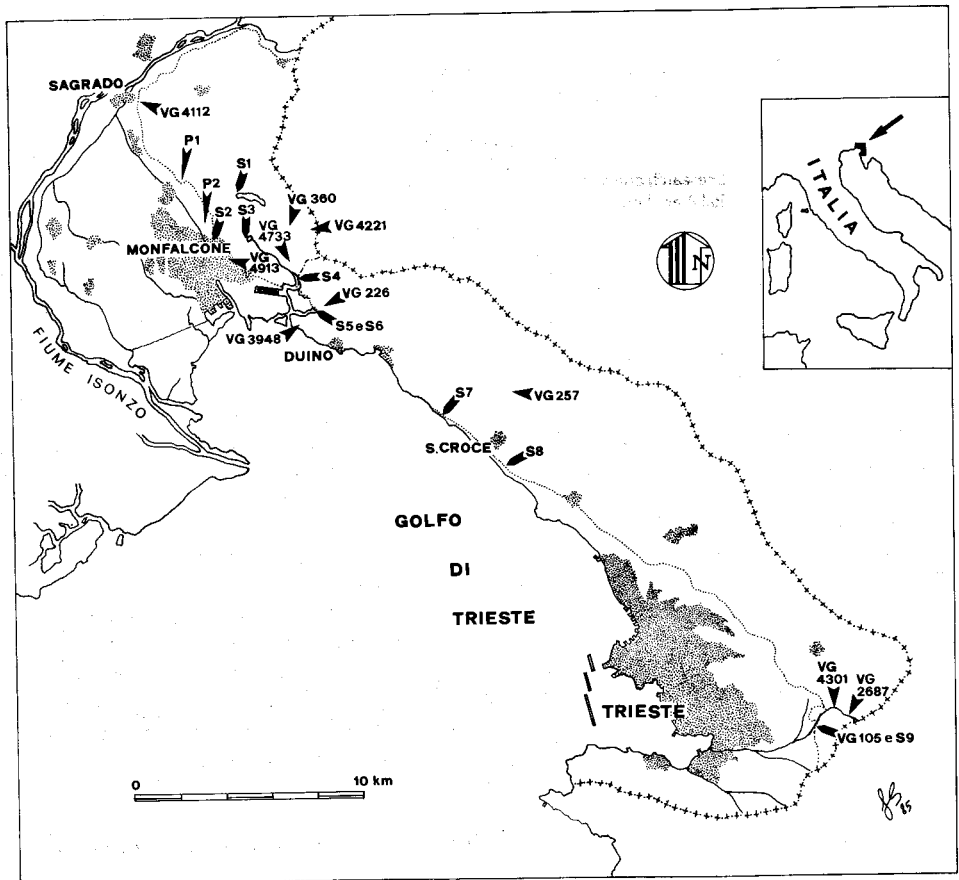 SAGRADO
VG 4112
P1
S1
P2
S2
S3
VG 360
VG
4733
VG 4221
MONFALCONE
VG
4913
S4
VG 226
S5 e S6
VG 3948
DUINO
FIUME ISONZO
ITALIA
N
S7
VG 257
S. CROCE
S8
GOLFO
DI
TRIESTE
TRIESTE
VG
4301
VG
2687
VG 105 e S9
0
10 km
85